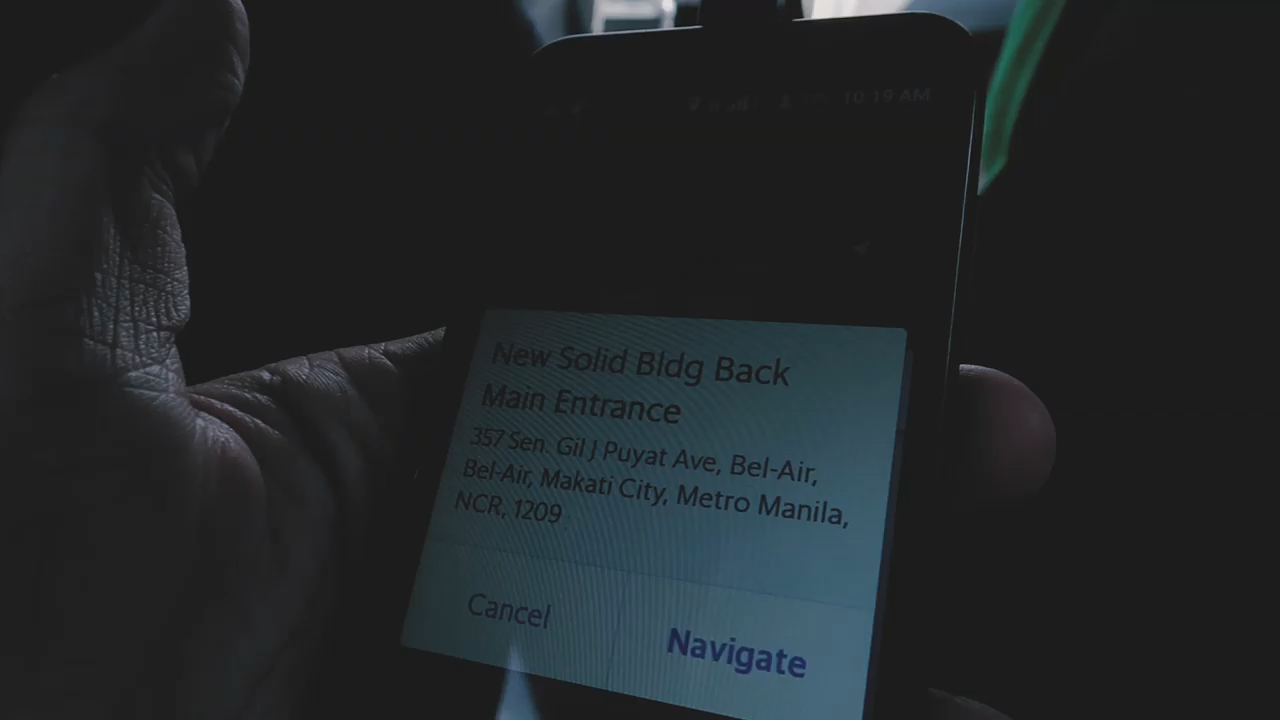 10:19 AM
New Solid Bldg Back
Main Entrance
357 Sen. Gil J Puyat Ave, Bel-Air,
Bel-Air, Makati City, Metro Manila,
NCR, 1209
Cancel
Navigate